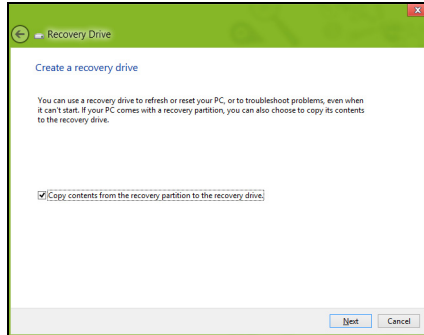 Recovery Drive
Create a recovery drive
You can use a recovery drive to refresh or reset your PC, or to troubleshoot problems, even when
it can't start. If your PC comes with a recovery partition, you can also choose to copy its contents
to the recovery drive.
Copy contents from the recovery partition to the recovery drive.
Next Cancel